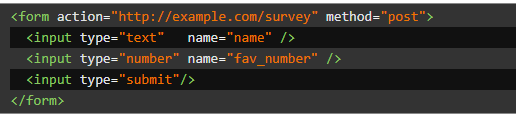 <form action="http://example.com/survey" method="post">
  <input type="text"   name="name" />
  <input type="number" name="fav_number" />
  <input type="submit"/>
</form>